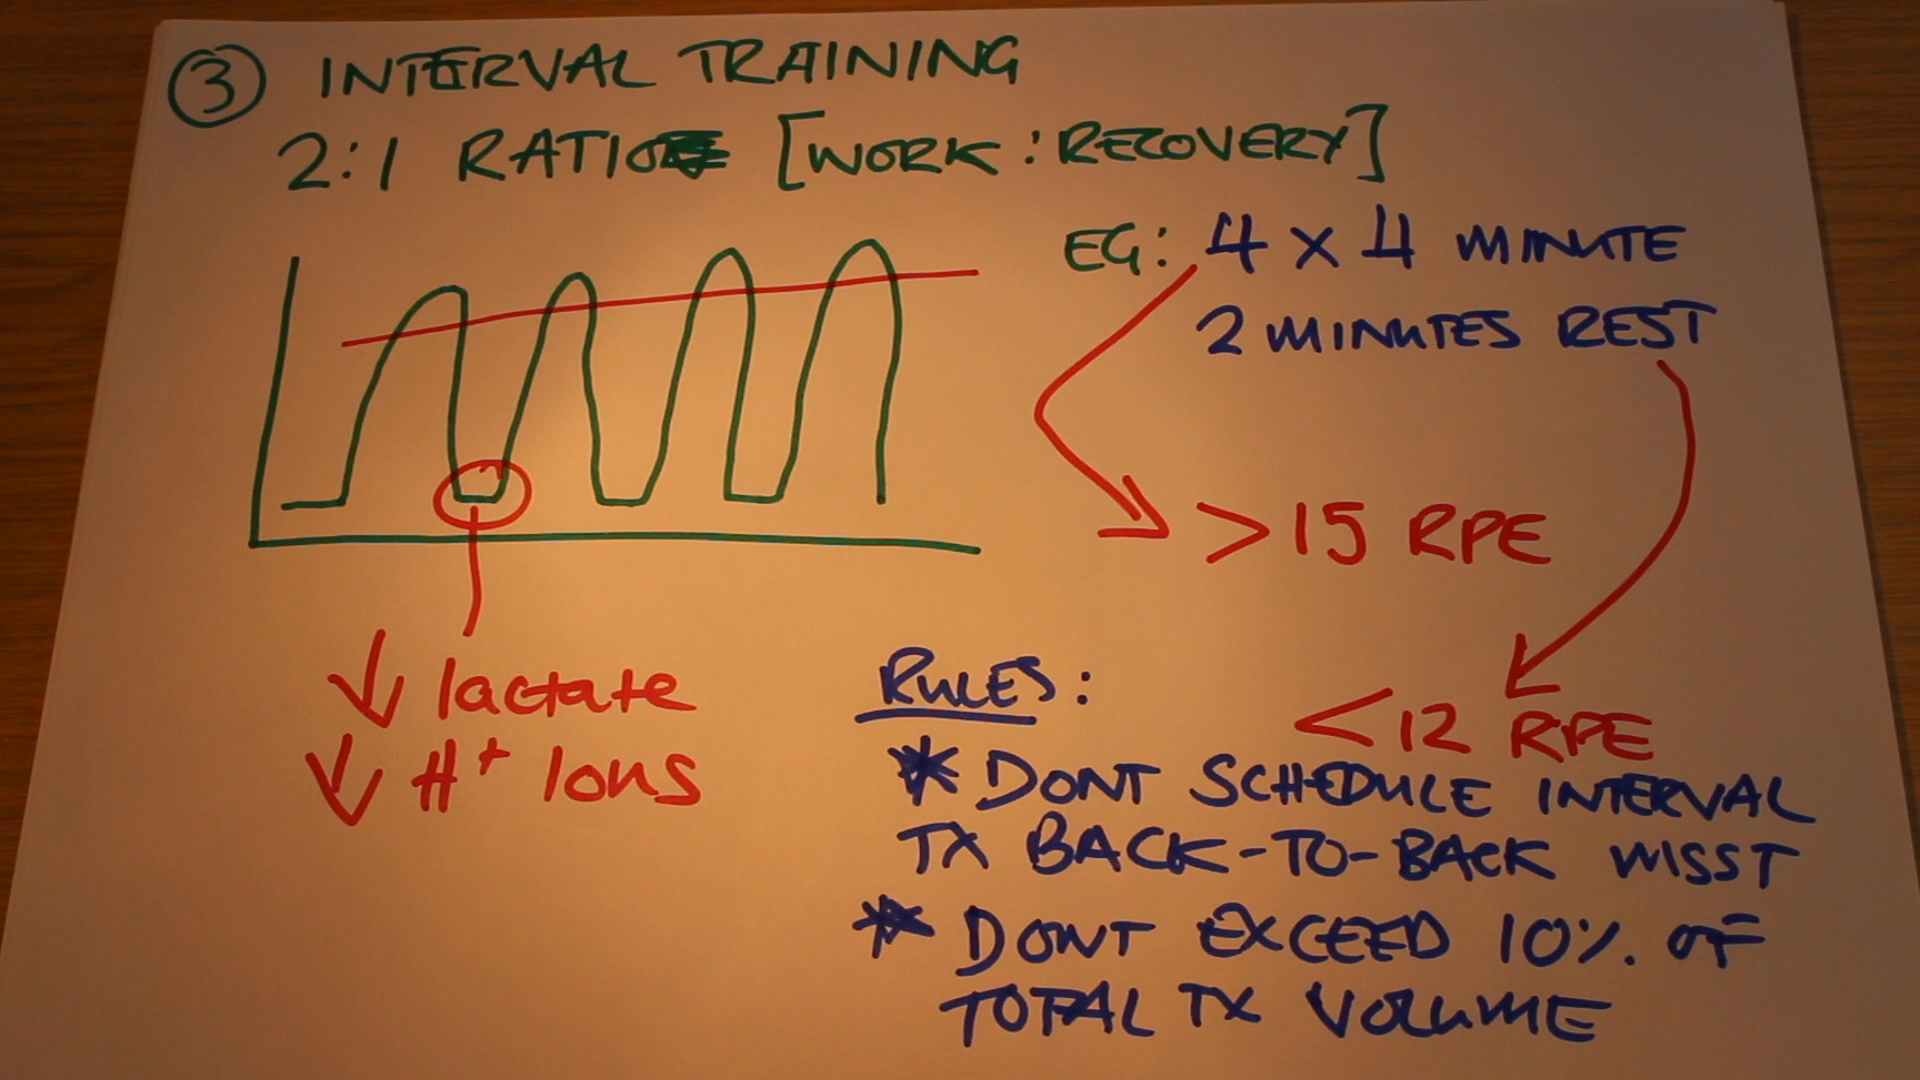 ③ INTERVAL TRAINING
2:1 RATIO [WORK : RECOVERY]
EG: 4 x 4 MINUTE
2 MINUTES REST
>15 RPE
<12 RPE
↓ lactate
↓ H+ IONS
RULES:
* DONT SCHEDULE INTERVAL
TX BACK-TO-BACK
* DONT EXCEED 10% OF
TOTAL TX VOLUME